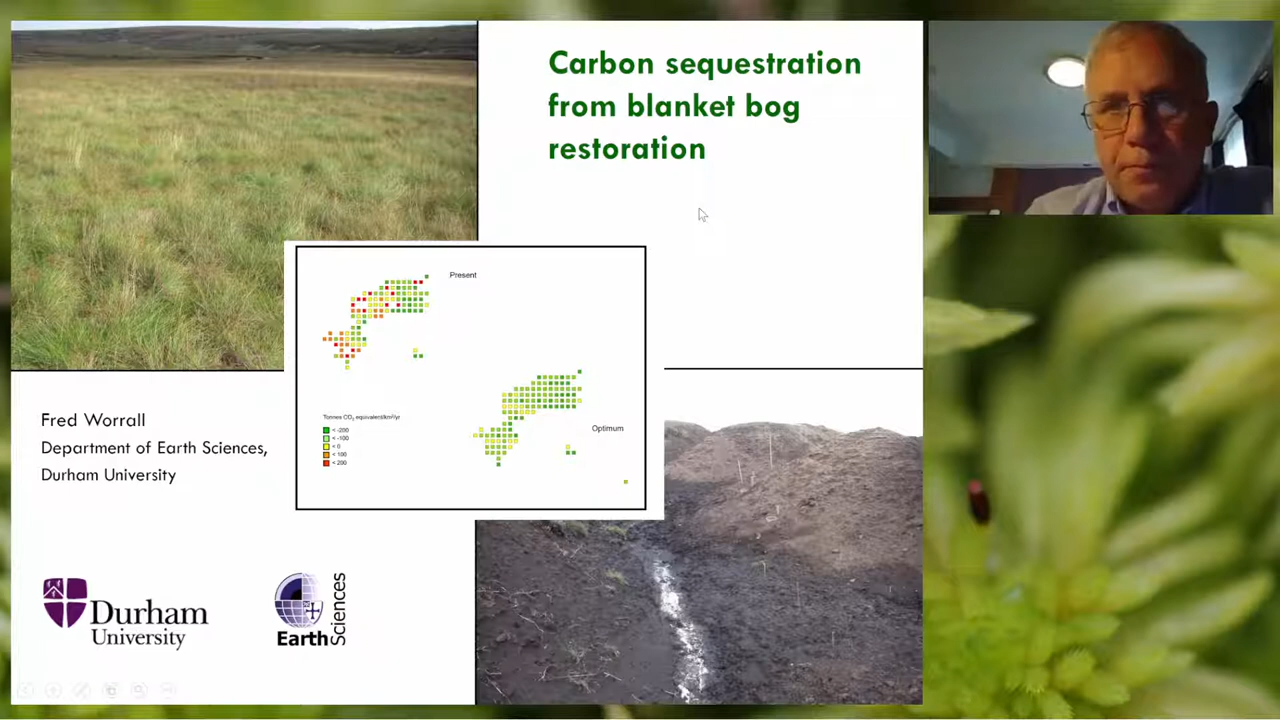 Carbon sequestration
from blanket bog
restoration
Present
Tonnes CO2 equivalent/km²/yr
< -200
< -100
< 0
< 100
< 200
Optimum
Fred Worrall
Department of Earth Sciences,
Durham University
Durham
University
Earth
Sciences